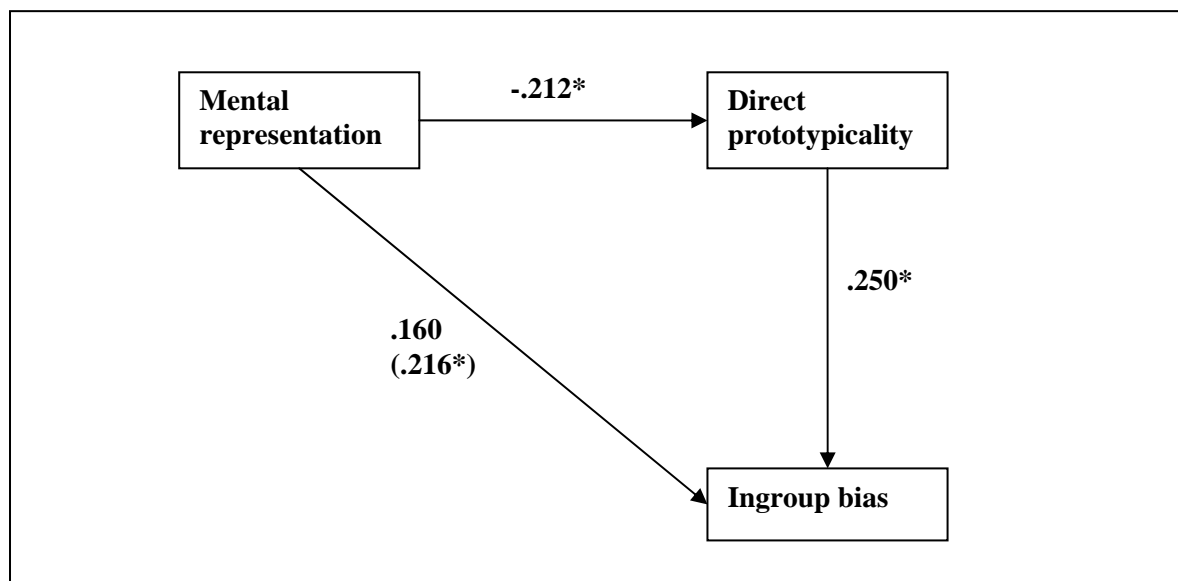 Mental
representation
-.212*
Direct
prototypicality
.250*
.160
(.216*)
Ingroup bias